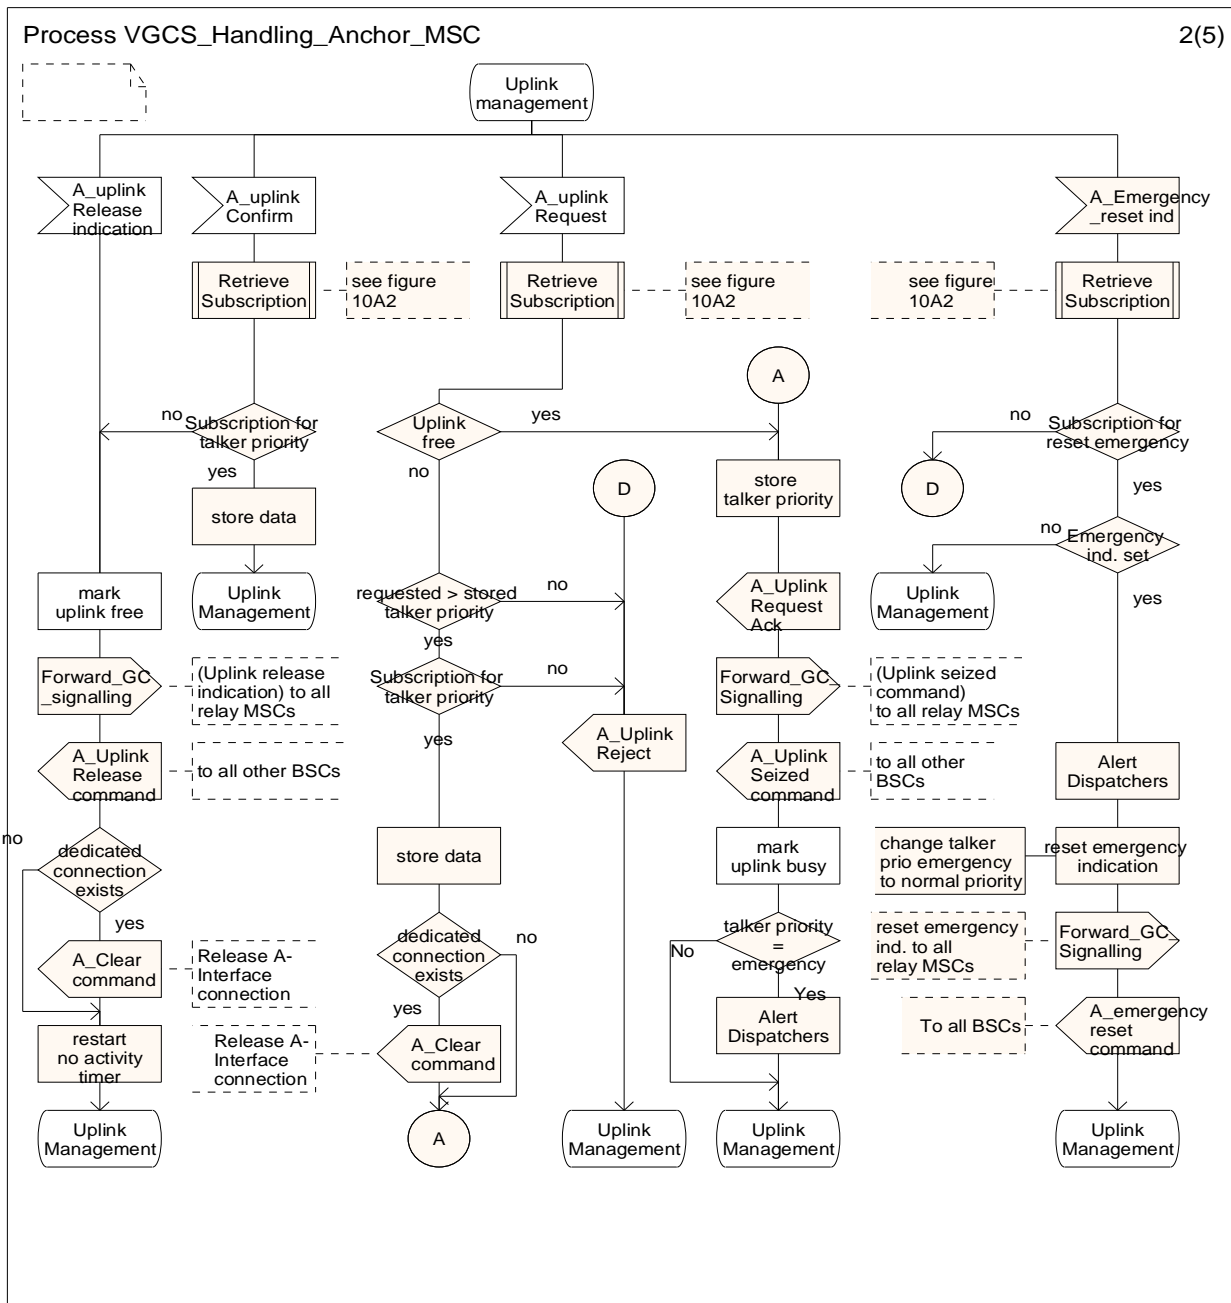 Process VGCS_Handling_Anchor_MSC
2(5)
Uplink
management
A_uplink
Release
indication
A_uplink
Confirm
A_uplink
Request
A_Emergency
_reset ind
Retrieve
Subscription
see figure
10A2
Retrieve
Subscription
see figure
10A2
see figure
10A2
Retrieve
Subscription
A
no
Subscription for
talker priority
yes
Uplink
free
yes
no
no
Subscription for
reset emergency
yes
D
D
store data
store
talker priority
no
Emergency
ind. set
yes
mark
uplink free
Uplink
Management
requested > stored
talker priority
no
yes
A_Uplink
Request
Ack
Uplink
Management
Forward_GC
_signalling
(Uplink release
indication) to all
relay MSCs
Subscription for
talker priority
no
yes
Forward_GC_
Signalling
(Uplink seized
command)
to all relay MSCs
A_Uplink
Reject
A_Uplink
Release
command
to all other BSCs
A_Uplink
Seized
command
to all other
BSCs
Alert
Dispatchers
no
dedicated
connection
exists
yes
store data
mark
uplink busy
change talker
prio emergency
to normal priority
reset emergency
indication
A_Clear
command
Release A-
Interface
connection
dedicated
connection
exists
no
yes
talker priority
=
emergency
No
Yes
reset emergency
ind. to all
relay MSCs
Forward_GC_
Signalling
restart
no activity
timer
Release A-
Interface
connection
A_Clear
command
Alert
Dispatchers
To all BSCs
A_emergency
reset
command
Uplink
Management
A
Uplink
Management
Uplink
Management
Uplink
Management